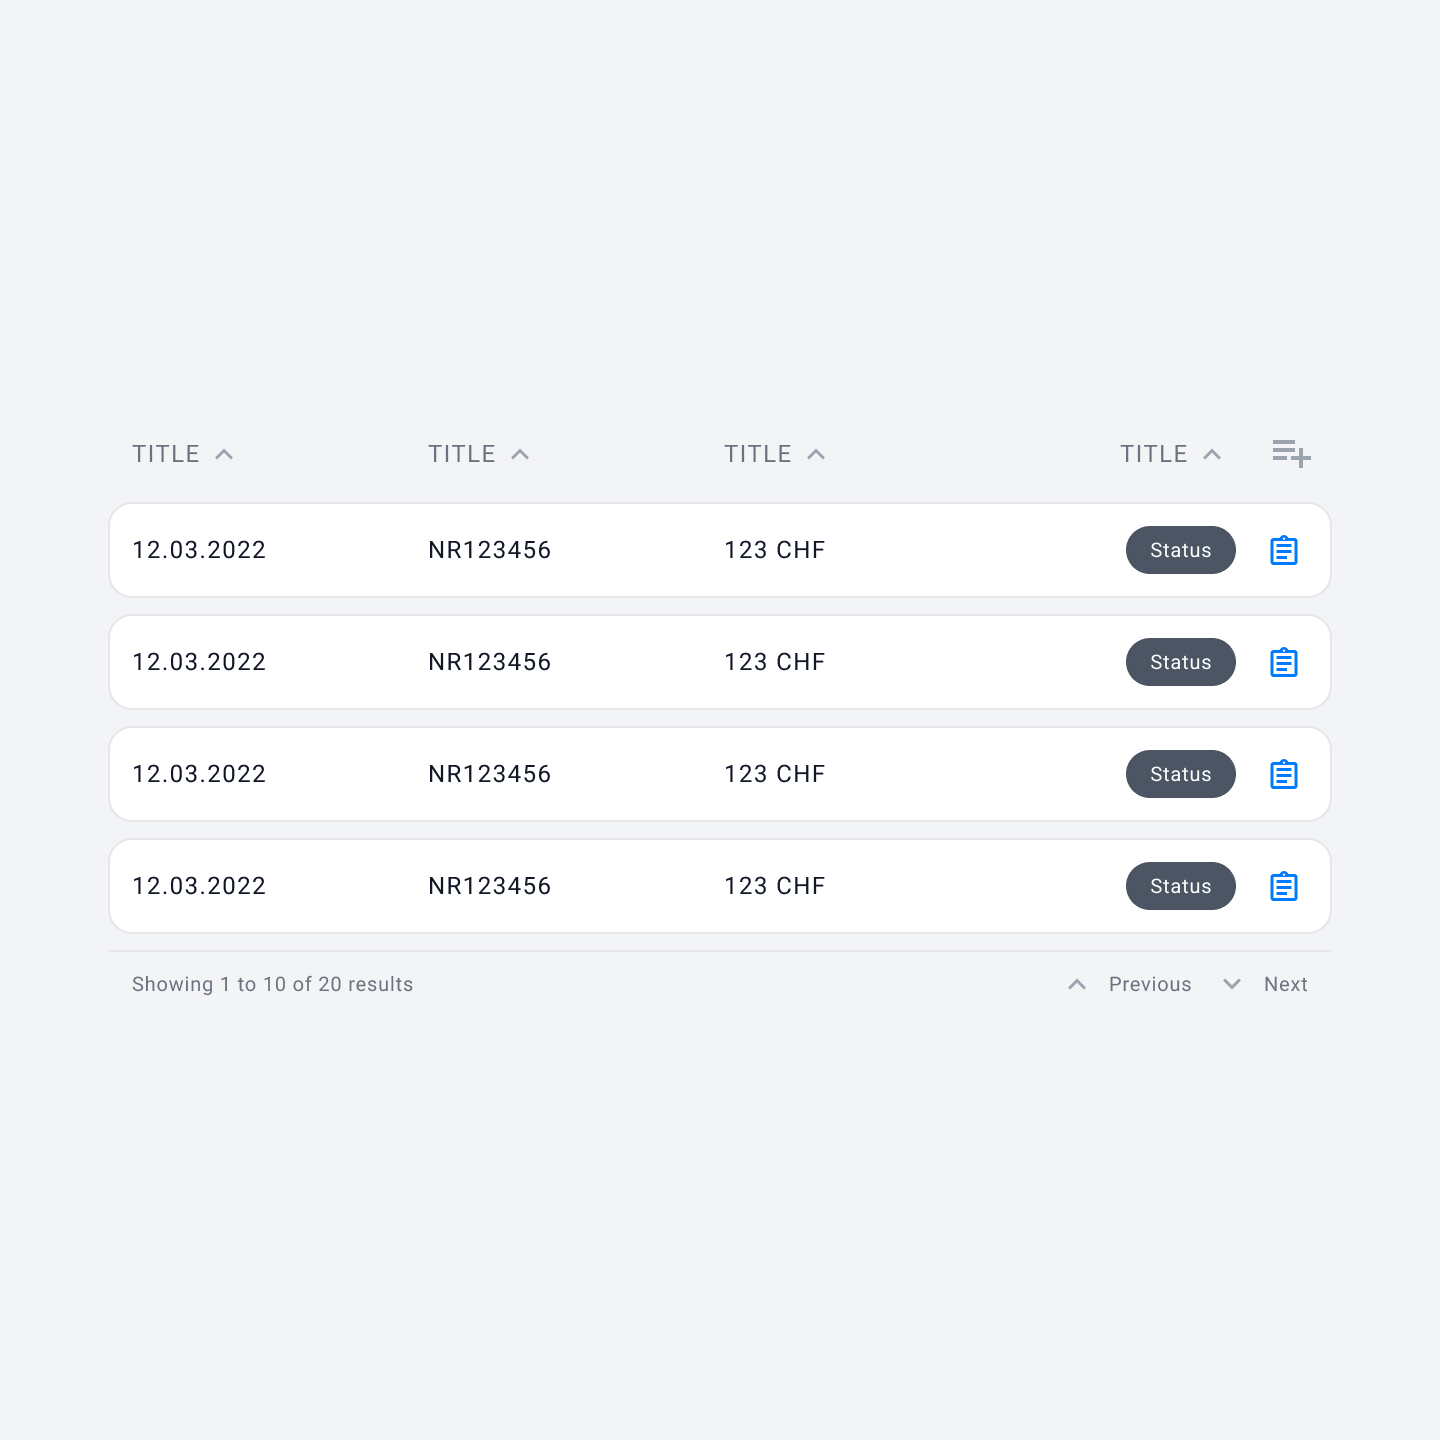 TITLE TITLE TITLE TITLE
12.03.2022 NR123456 123 CHF Status
12.03.2022 NR123456 123 CHF Status
12.03.2022 NR123456 123 CHF Status
12.03.2022 NR123456 123 CHF Status
Showing 1 to 10 of 20 results Previous Next